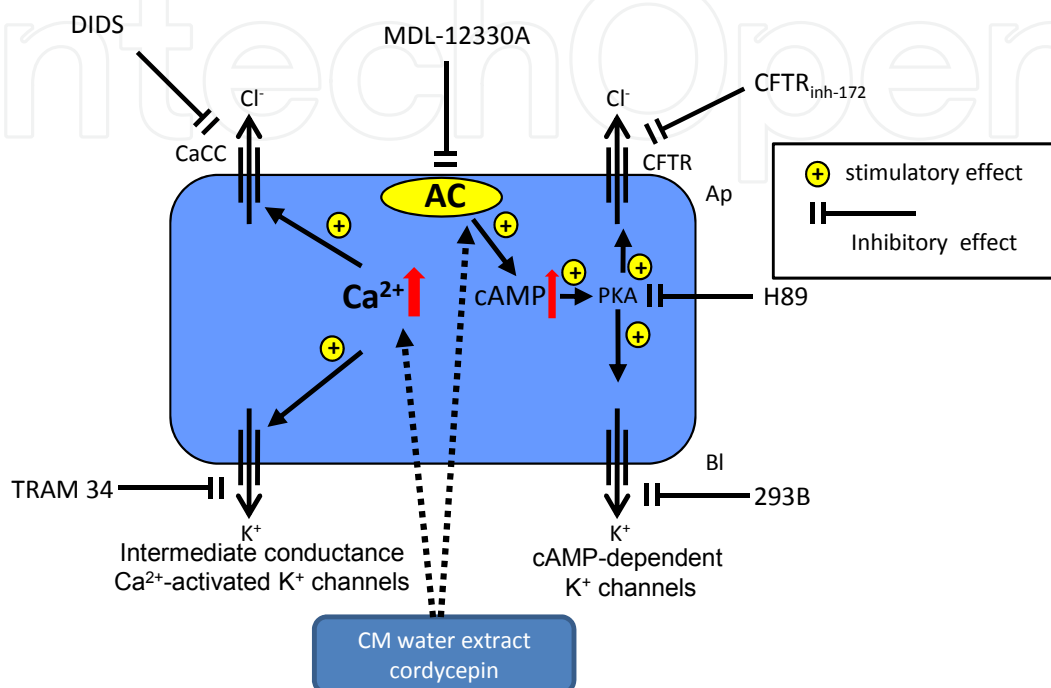 ntechOpen
DIDS
MDL-12330A
CFTRinh-172
Cl-
Cl-
CaCC
CFTR
Ap
AC
+
+
+
+
+
+
Ca2+
cAMP
PKA
H89
+ stimulatory effect
Inhibitory effect
Bl
TRAM 34
293B
K+
K+
Intermediate conductance
Ca2+-activated K+ channels
cAMP-dependent
K+ channels
CM water extract
cordycepin